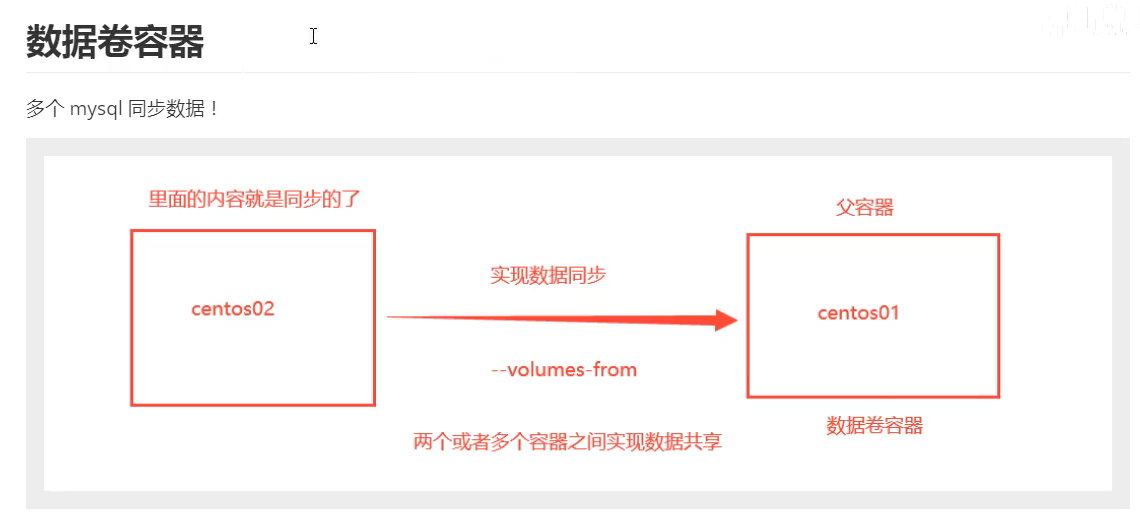 数据卷容器
多个 mysql 同步数据！
里面的内容就是同步的了
父容器
实现数据同步
centos02
centos01
--volumes-from
数据卷容器
两个或者多个容器之间实现数据共享